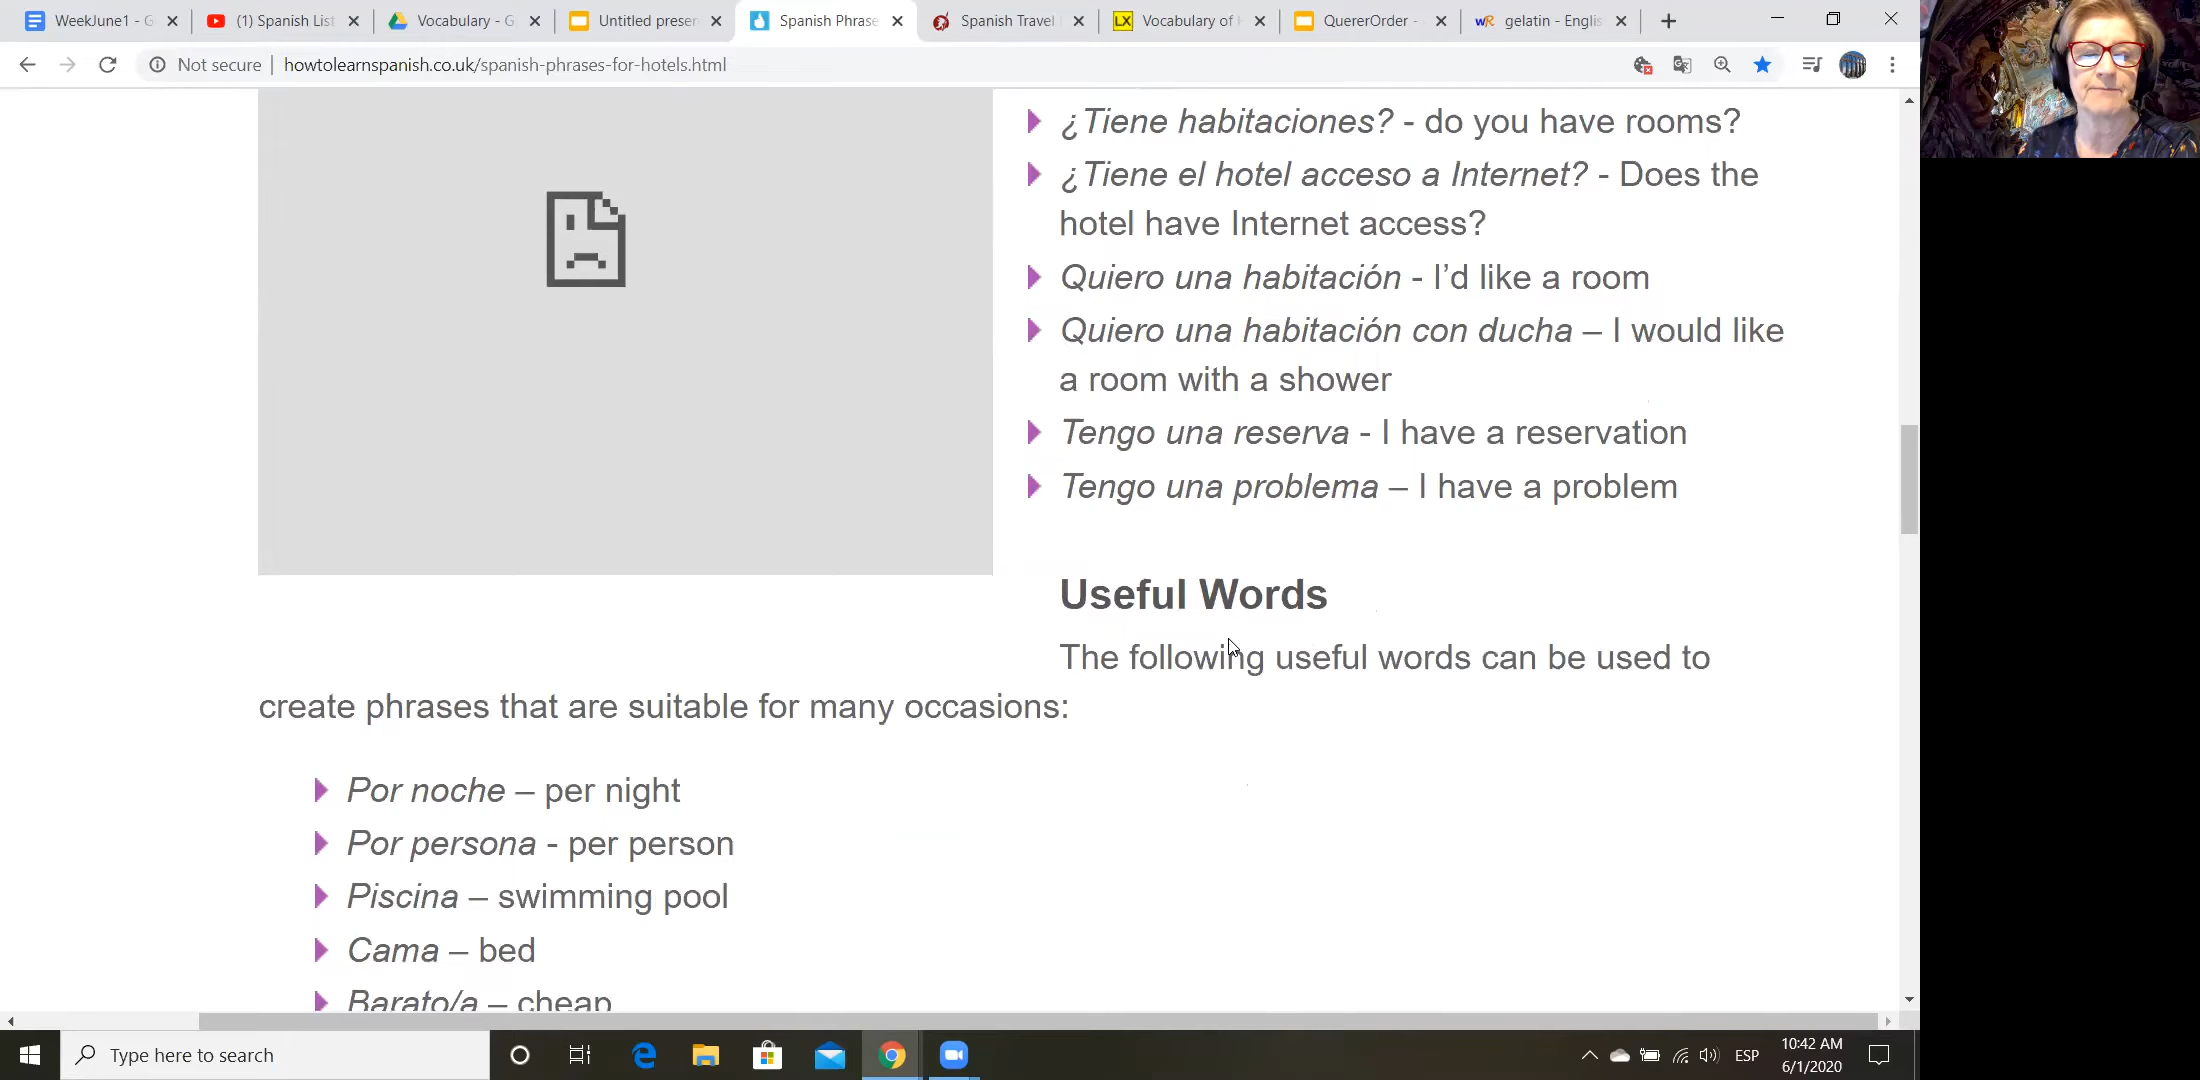 WeekJune1 - G
(1) Spanish List
Vocabulary - G
Untitled presen
Spanish Phrase
Spanish Travel
Vocabulary of
QuererOrder -
gelatin - Englis
Not secure | howtolearnspanish.co.uk/spanish-phrases-for-hotels.html
¿Tiene habitaciones? - do you have rooms?
¿Tiene el hotel acceso a Internet? - Does the
hotel have Internet access?
Quiero una habitación - I’d like a room
Quiero una habitación con ducha – I would like
a room with a shower
Tengo una reserva - I have a reservation
Tengo una problema – I have a problem
Useful Words
The following useful words can be used to
create phrases that are suitable for many occasions:
Por noche – per night
Por persona - per person
Piscina – swimming pool
Cama – bed
Barato/a – cheap
Type here to search
ESP
10:42 AM
6/1/2020